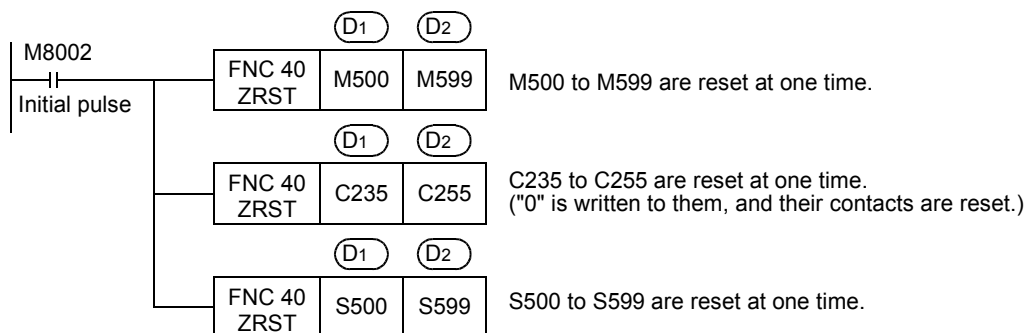 D1 D2
M8002
FNC 40 ZRST M500 M599 M500 to M599 are reset at one time.
Initial pulse
D1 D2
FNC 40 ZRST C235 C255 C235 to C255 are reset at one time.
("0" is written to them, and their contacts are reset.)
D1 D2
FNC 40 ZRST S500 S599 S500 to S599 are reset at one time.